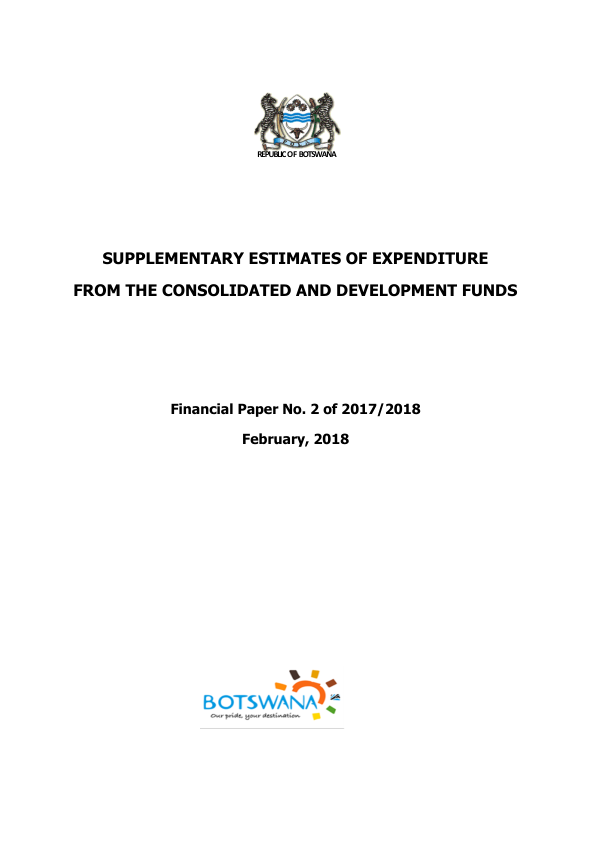 REPUBLIC OF BOTSWANA
SUPPLEMENTARY ESTIMATES OF EXPENDITURE
FROM THE CONSOLIDATED AND DEVELOPMENT FUNDS
Financial Paper No. 2 of 2017/2018
February, 2018
BOTSWANA
Our pride, your destination